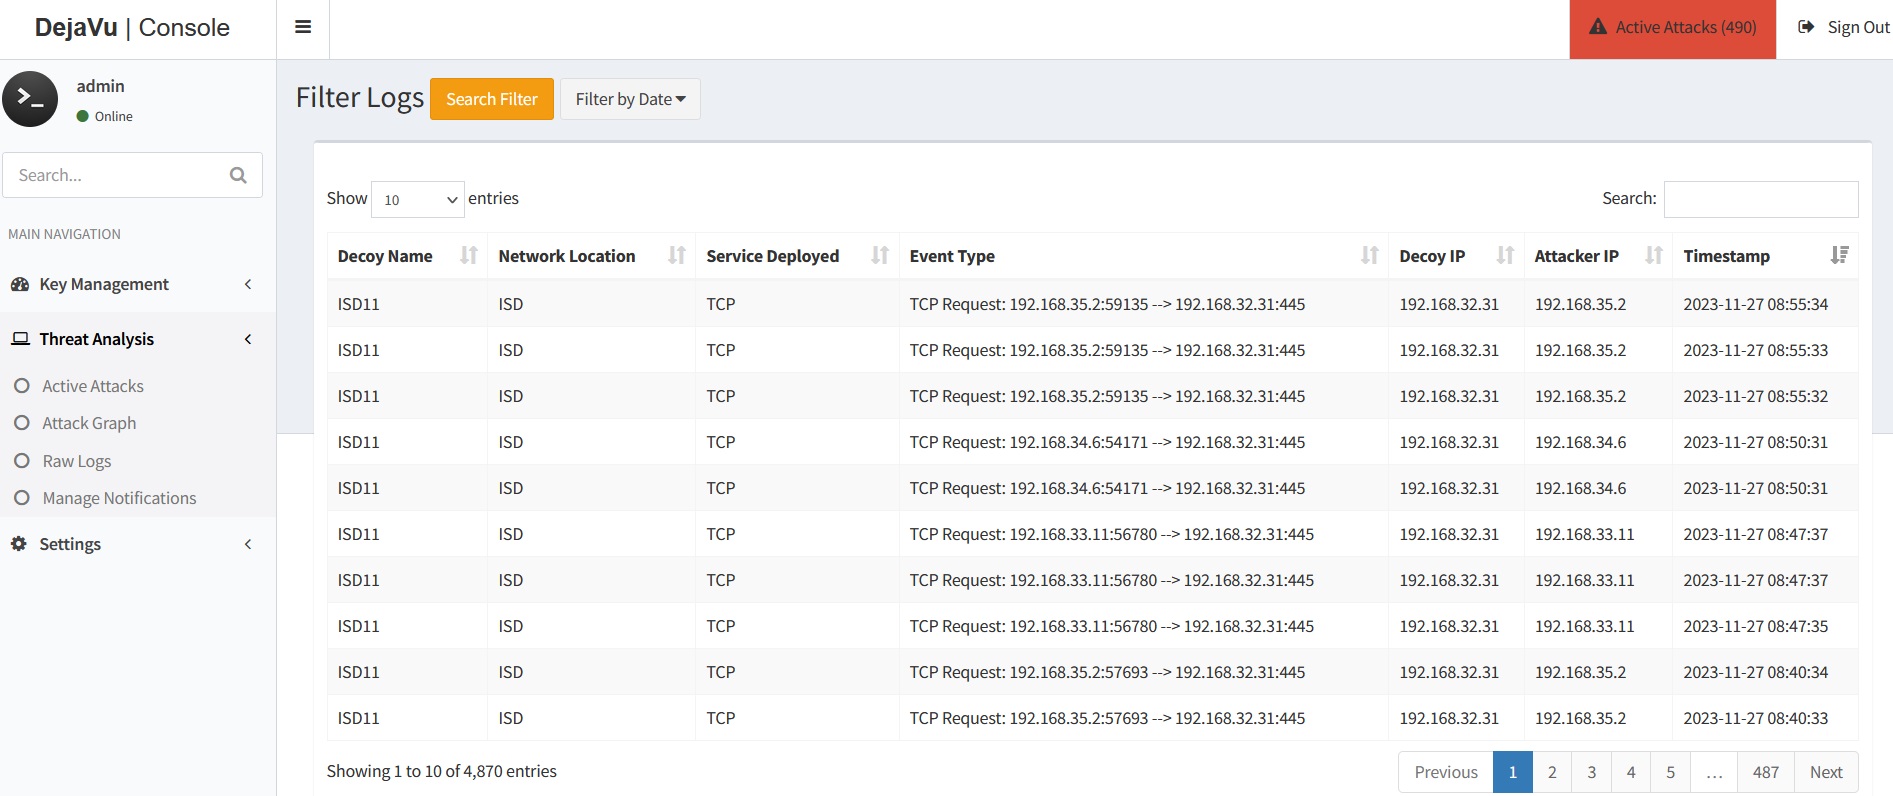 DejaVu | Console
Active Attacks (490)
Sign Out
admin
Online
Search...
MAIN NAVIGATION
Key Management
Threat Analysis
Active Attacks
Attack Graph
Raw Logs
Manage Notifications
Settings
Filter Logs Search Filter Filter by Date
Show 10 entries
Search:
Decoy Name Network Location Service Deployed Event Type Decoy IP Attacker IP Timestamp
ISD11 ISD TCP TCP Request: 192.168.35.2:59135 --> 192.168.32.31:445 192.168.32.31 192.168.35.2 2023-11-27 08:55:34
ISD11 ISD TCP TCP Request: 192.168.35.2:59135 --> 192.168.32.31:445 192.168.32.31 192.168.35.2 2023-11-27 08:55:33
ISD11 ISD TCP TCP Request: 192.168.35.2:59135 --> 192.168.32.31:445 192.168.32.31 192.168.35.2 2023-11-27 08:55:32
ISD11 ISD TCP TCP Request: 192.168.34.6:54171 --> 192.168.32.31:445 192.168.32.31 192.168.34.6 2023-11-27 08:50:31
ISD11 ISD TCP TCP Request: 192.168.34.6:54171 --> 192.168.32.31:445 192.168.32.31 192.168.34.6 2023-11-27 08:50:31
ISD11 ISD TCP TCP Request: 192.168.33.11:56780 --> 192.168.32.31:445 192.168.32.31 192.168.33.11 2023-11-27 08:47:37
ISD11 ISD TCP TCP Request: 192.168.33.11:56780 --> 192.168.32.31:445 192.168.32.31 192.168.33.11 2023-11-27 08:47:37
ISD11 ISD TCP TCP Request: 192.168.33.11:56780 --> 192.168.32.31:445 192.168.32.31 192.168.33.11 2023-11-27 08:47:35
ISD11 ISD TCP TCP Request: 192.168.35.2:57693 --> 192.168.32.31:445 192.168.32.31 192.168.35.2 2023-11-27 08:40:34
ISD11 ISD TCP TCP Request: 192.168.35.2:57693 --> 192.168.32.31:445 192.168.32.31 192.168.35.2 2023-11-27 08:40:33
Showing 1 to 10 of 4,870 entries
Previous 1 2 3 4 5 … 487 Next